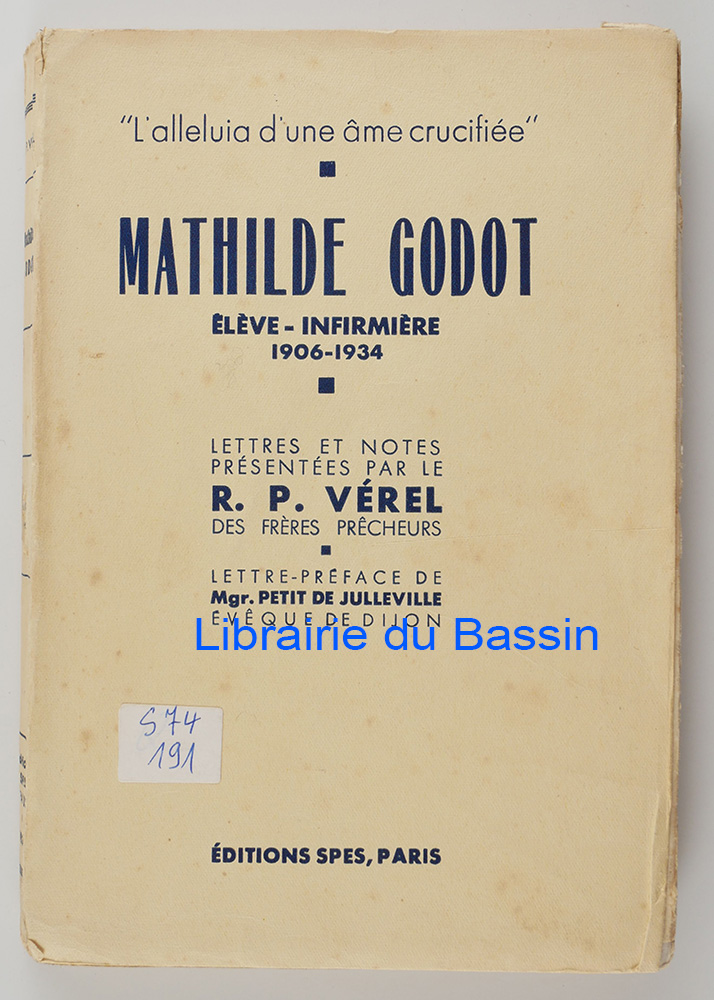 "L'alleluia d'une âme crucifiée"
MATHILDE GODOT
ÉLÈVE - INFIRMIÈRE
1906-1934
LETTRES ET NOTES
PRÉSENTÉES PAR LE
R. P. VÉREL
DES FRÈRES PRÊCHEURS
LETTRE-PRÉFACE DE
Mgr. PETIT DE JULLEVILLE
ÉVÊQUE DE DIJON
Librairie du Bassin
S74
191
ÉDITIONS SPES, PARIS